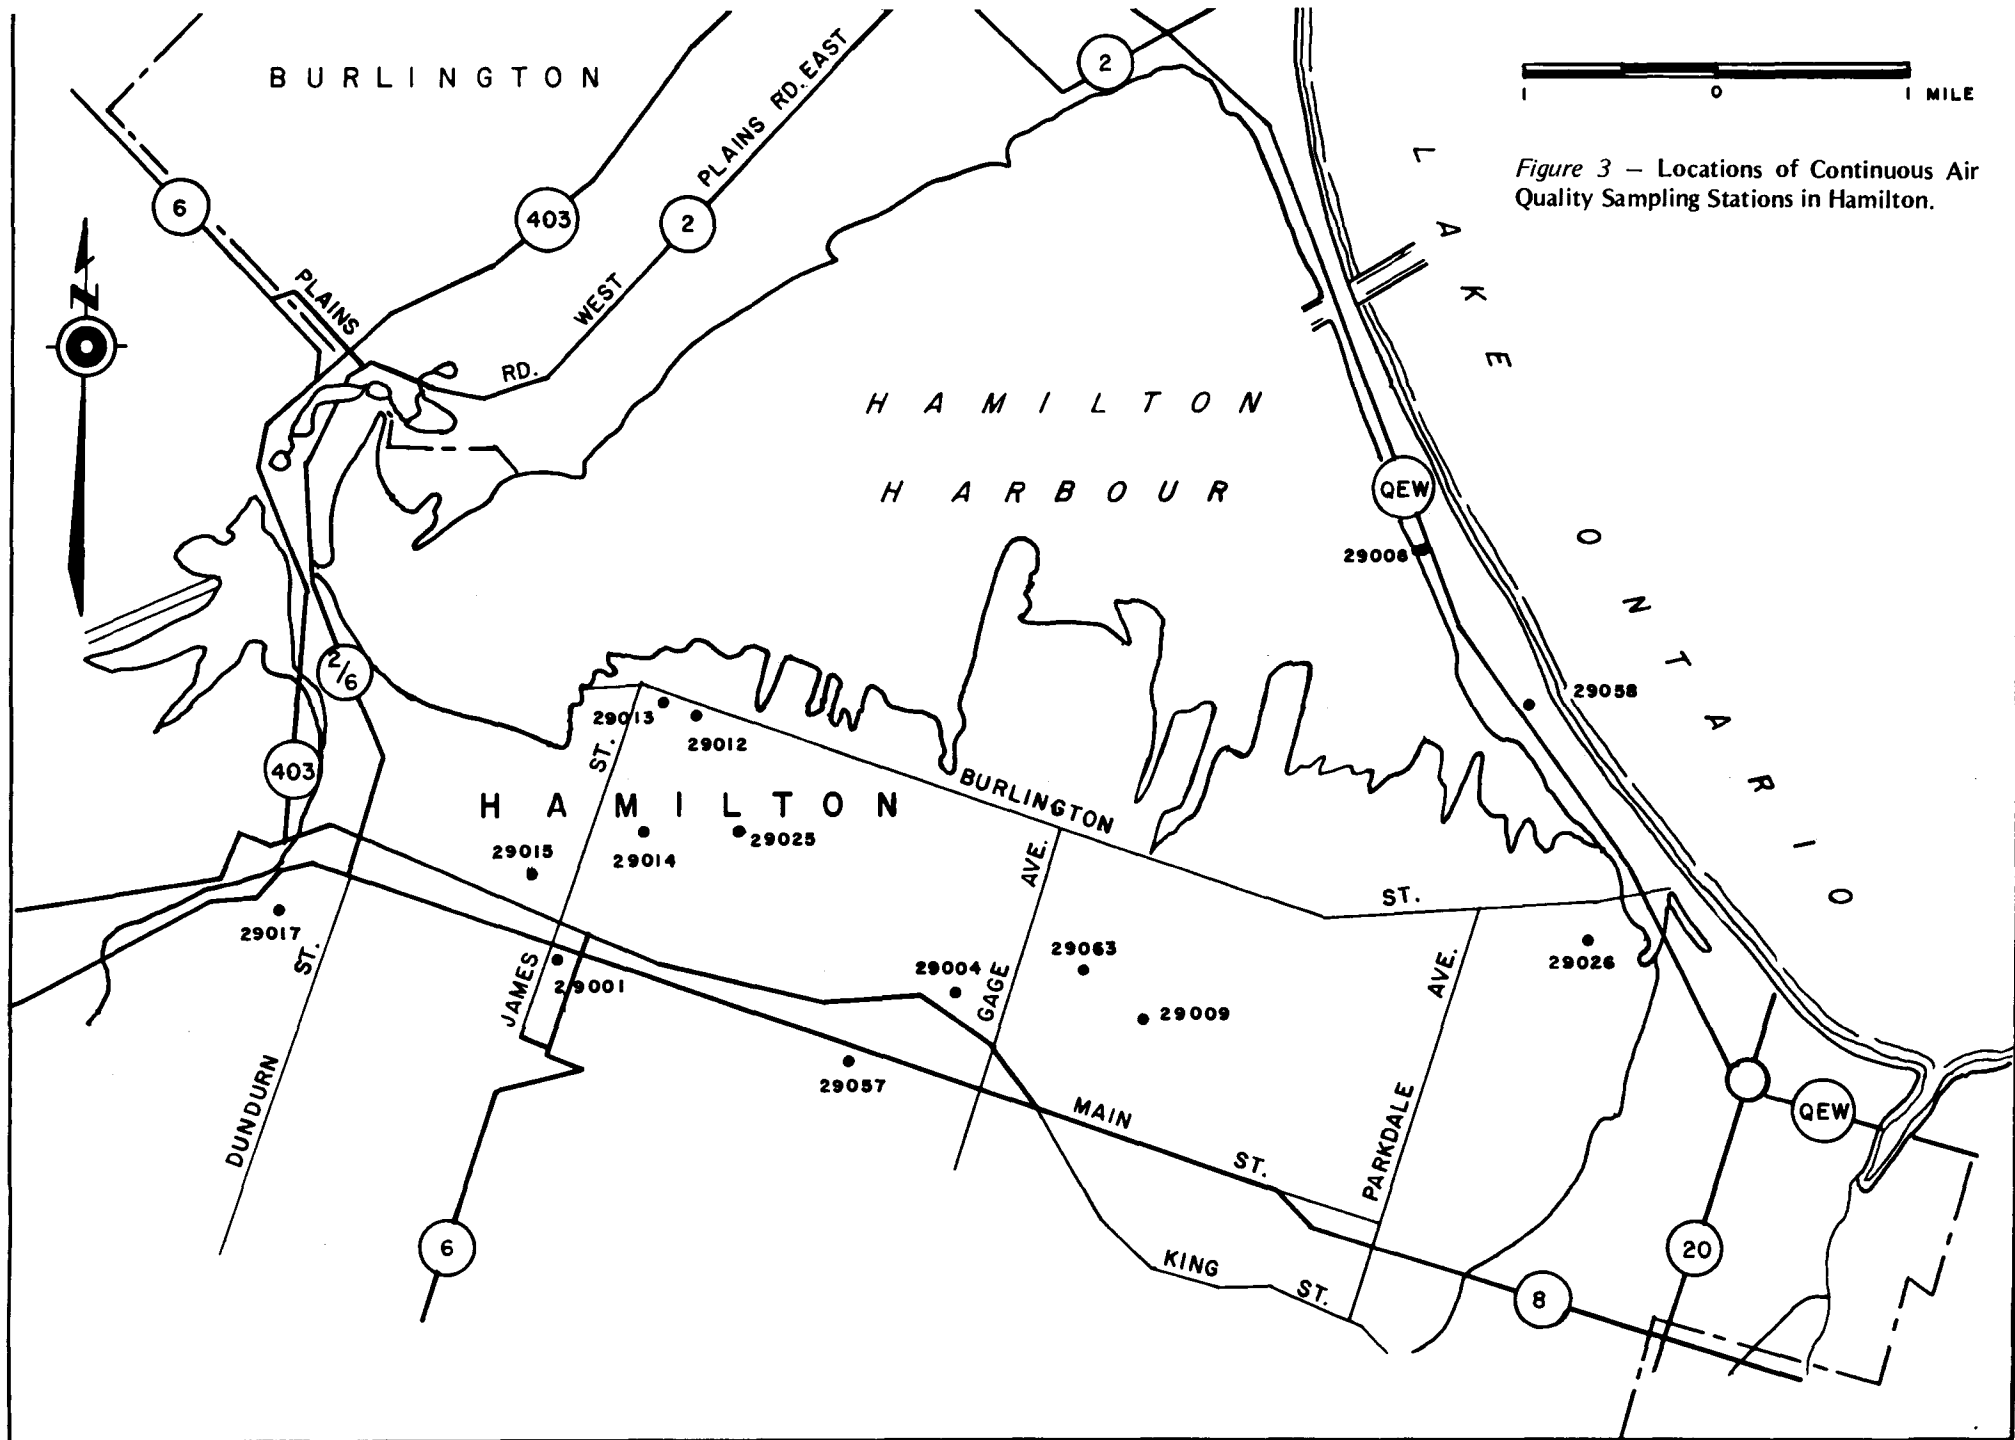 BURLINGTON
2
1 0 1 MILE
Figure 3 — Locations of Continuous Air
Quality Sampling Stations in Hamilton.
6
403
2
PLAINS RD. EAST
WEST
PLAINS
RD.
N
LAKE
ONTARIO
HAMILTON
HARBOUR
QEW
29008
29058
2/6
403
29013
29012
ST.
HAMILTON
BURLINGTON
ST.
29015
29014
29025
AVE.
29017
ST.
DUNDURN
JAMES
29001
29004
GAGE
29063
29009
AVE.
PARKDALE
29026
29057
MAIN
ST.
KING
ST.
6
8
20
QEW